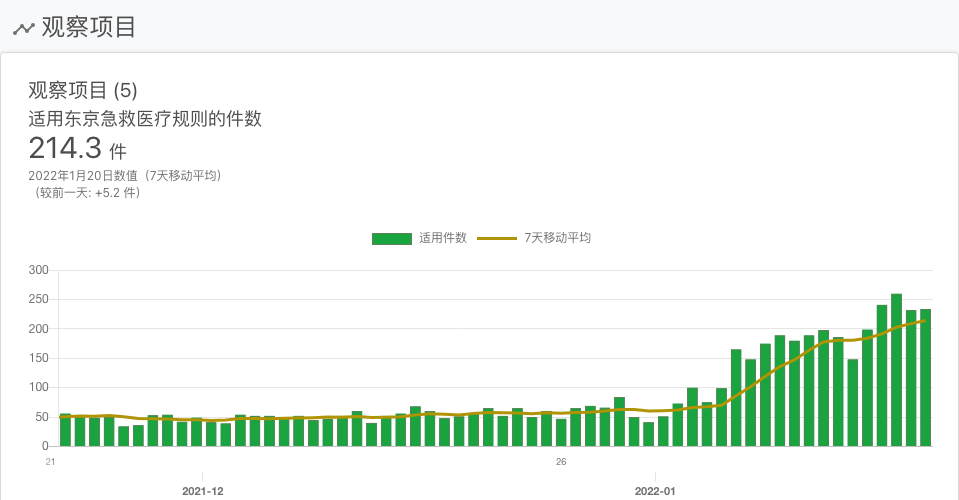 观察项目
观察项目 (5)
适用东京急救医疗规则的件数
214.3 件
2022年1月20日数值（7天移动平均）
（较前一天: +5.2 件）
适用件数 7天移动平均
300
250
200
150
100
50
0
21 26
2021-12 2022-01